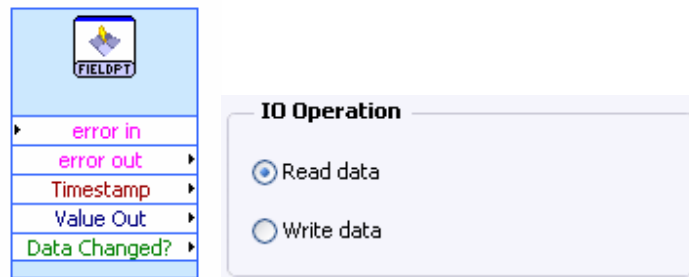 FIELDPT
error in
error out
Timestamp
Value Out
Data Changed?
IO Operation
Read data
Write data